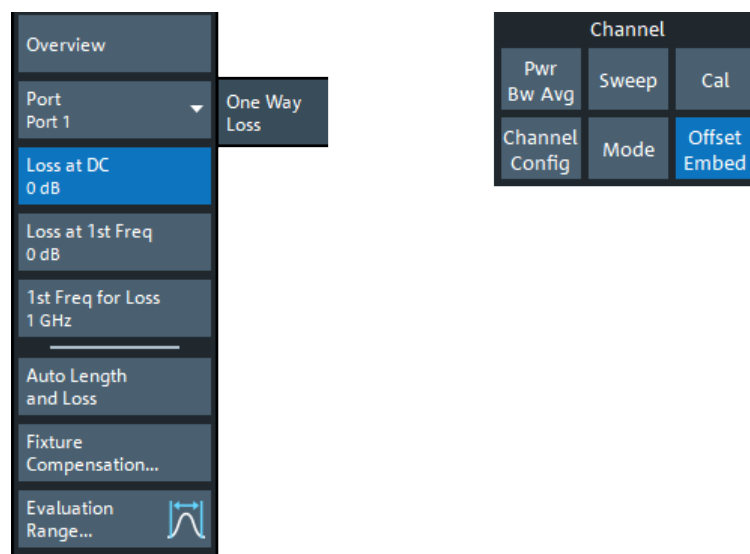 Overview
Port
Port 1
One Way
Loss
Loss at DC
0 dB
Loss at 1st Freq
0 dB
1st Freq for Loss
1 GHz
Auto Length
and Loss
Fixture
Compensation...
Evaluation
Range...
Channel
Pwr
Bw Avg
Sweep
Cal
Channel
Config
Mode
Offset
Embed